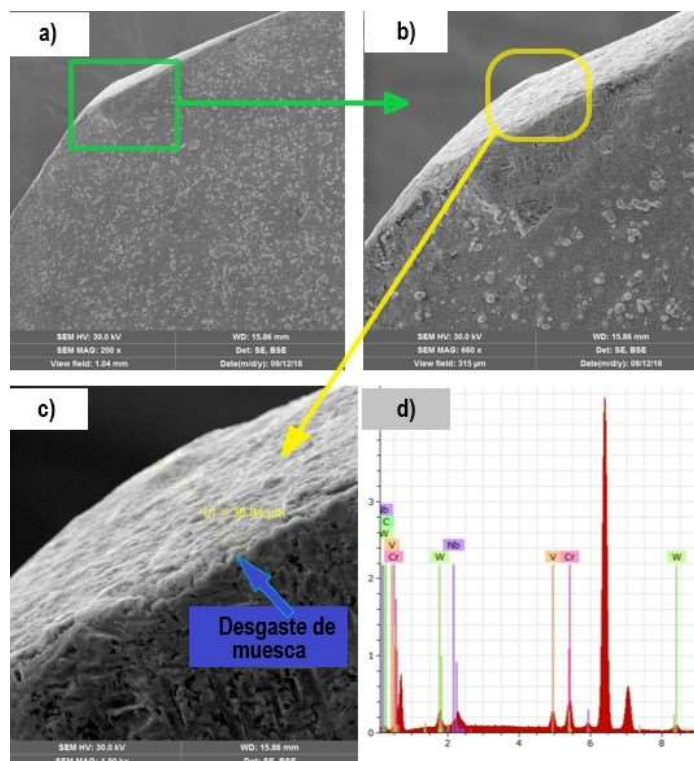 a)
SEM HV: 30.0 kV WD: 15.86 mm
SEM MAG: 200 x Det: SE, BSE
View field: 1.04 mm Date(m/d/y): 09/12/18
b)
SEM HV: 30.0 kV WD: 15.86 mm
SEM MAG: 660 x Det: SE, BSE
View field: 315 µm Date(m/d/y): 09/12/18
c)
Desgaste de
muesca
SEM HV: 30.0 kV WD: 15.86 mm
d)
3
2
1
0
C
W
V
Cr
W
Nb
V
Cr
W
2 4 6 8